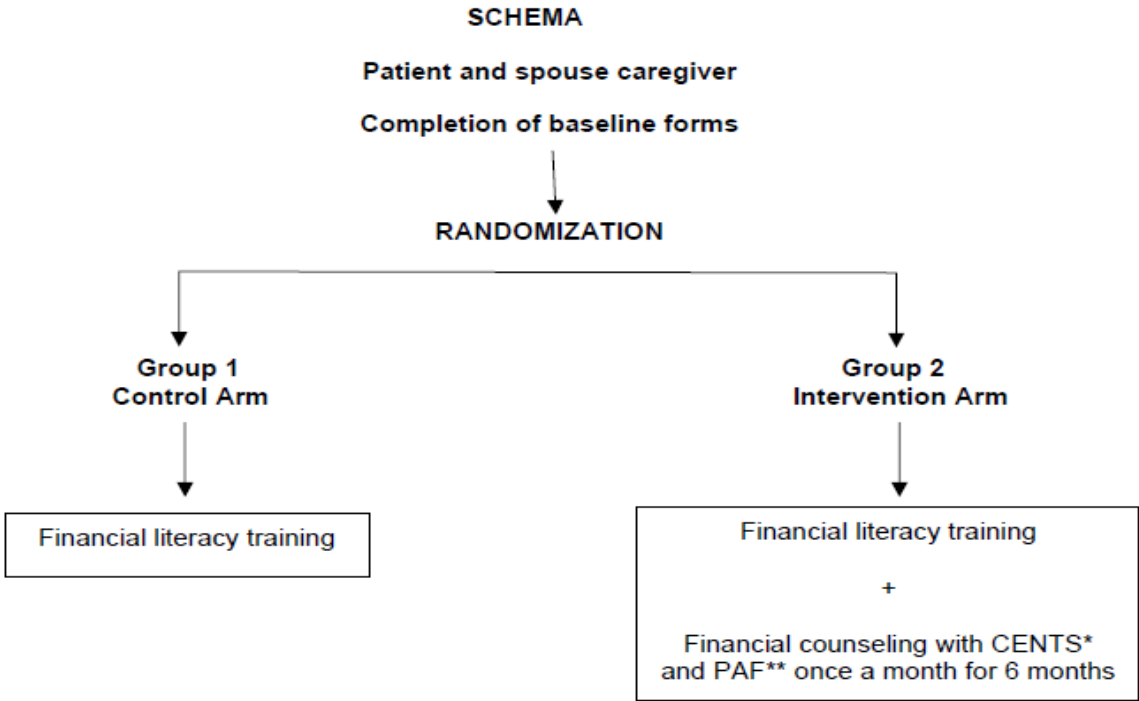 SCHEMA
Patient and spouse caregiver
Completion of baseline forms
RANDOMIZATION
Group 1
Control Arm
Group 2
Intervention Arm
Financial literacy training
Financial literacy training
+
Financial counseling with CENTS*
and PAF** once a month for 6 months